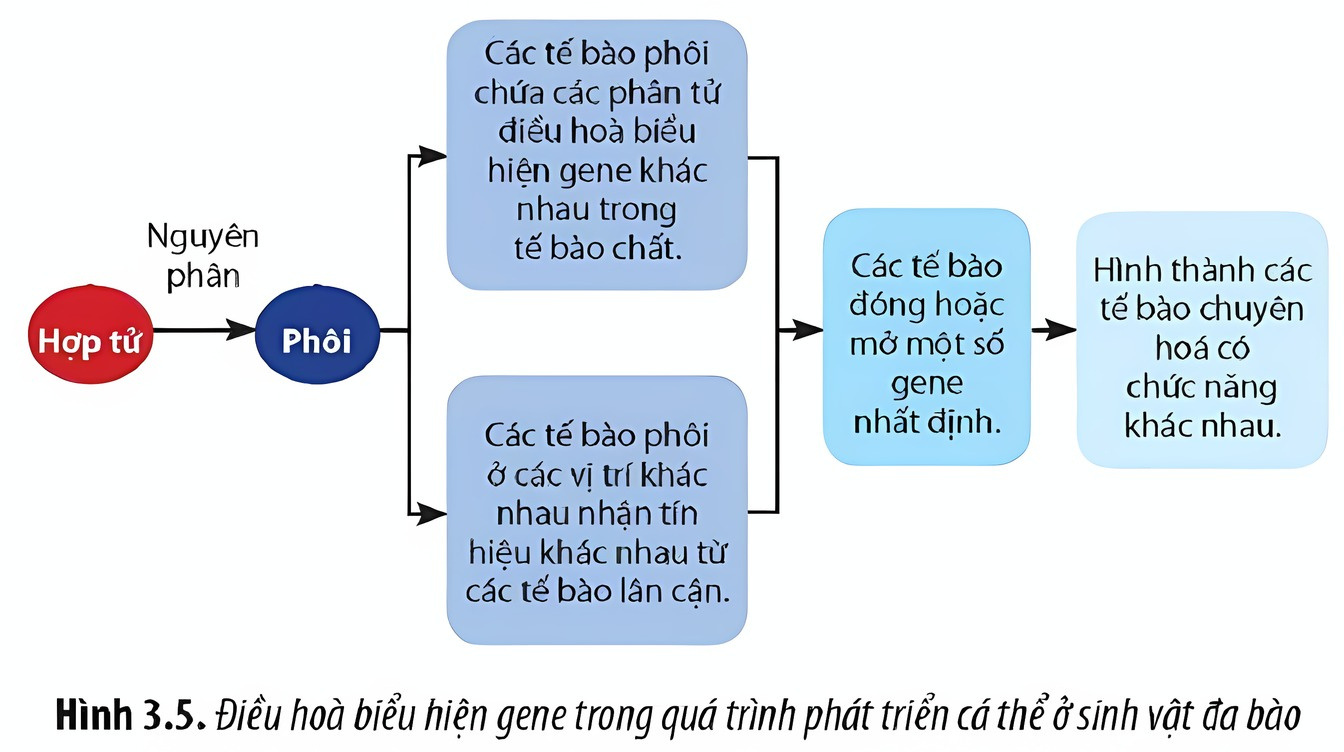 Nguyên
phân
Hợp tử
Phôi
Các tế bào phôi
chứa các phân tử
điều hoà biểu
hiện gene khác
nhau trong
tế bào chất.
Các tế bào phôi
ở các vị trí khác
nhau nhận tín
hiệu khác nhau từ
các tế bào lân cận.
Các tế bào
đóng hoặc
mở một số
gene
nhất định.
Hình thành các
tế bào chuyên
hoá có
chức năng
khác nhau.
Hình 3.5. Điều hoà biểu hiện gene trong quá trình phát triển cá thể ở sinh vật đa bào